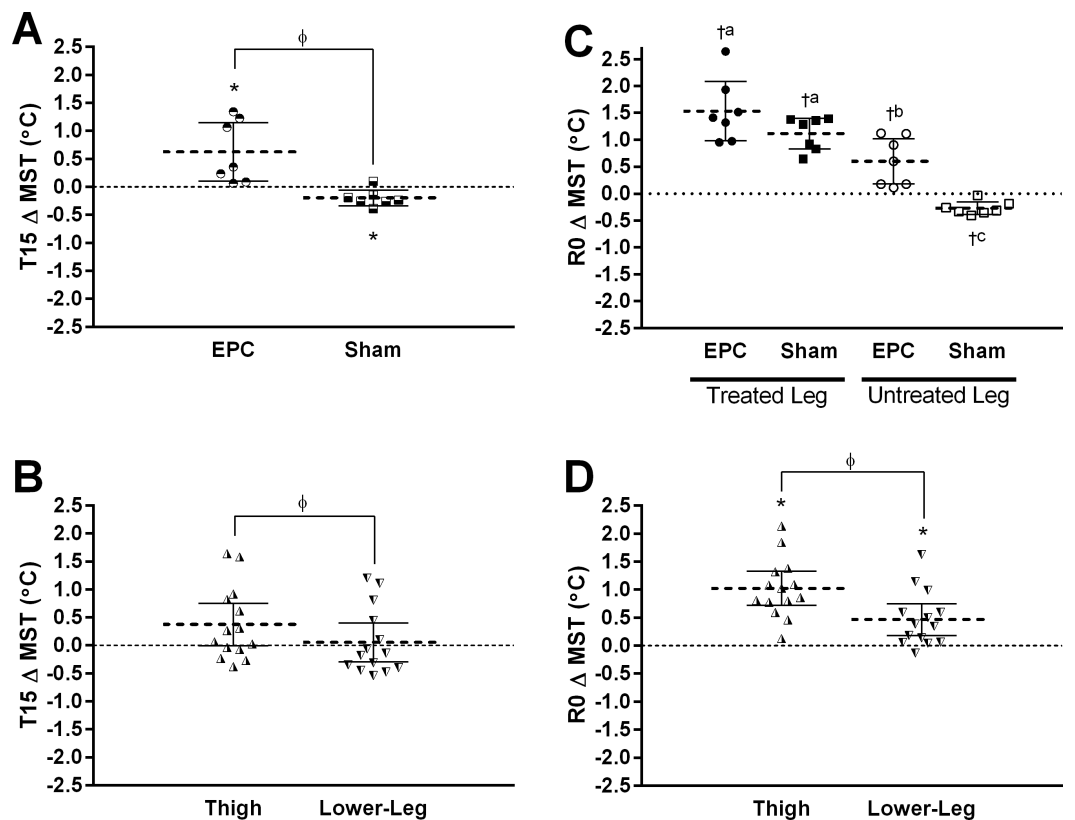 A
T15 Δ MST (°C)
2.5
2.0
1.5
1.0
0.5
0.0
-0.5
-1.0
-1.5
-2.0
-2.5
ϕ
*
*
EPC Sham
C
R0 Δ MST (°C)
2.5
2.0
1.5
1.0
0.5
0.0
-0.5
-1.0
-1.5
-2.0
-2.5
†a
†a
†b
†c
EPC Sham EPC Sham
Treated Leg Untreated Leg
B
T15 Δ MST (°C)
2.5
2.0
1.5
1.0
0.5
0.0
-0.5
-1.0
-1.5
-2.0
-2.5
ϕ
Thigh Lower-Leg
D
R0 Δ MST (°C)
2.5
2.0
1.5
1.0
0.5
0.0
-0.5
-1.0
-1.5
-2.0
-2.5
ϕ
*
*
Thigh Lower-Leg